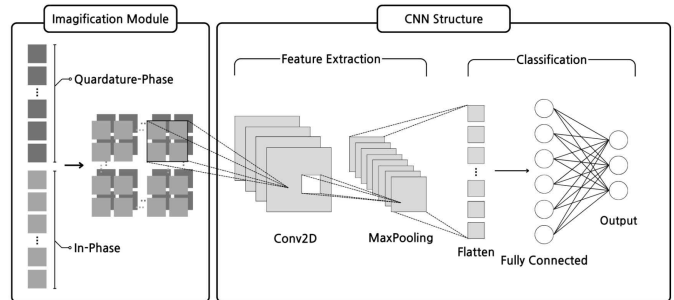 Imagification Module
CNN Structure
Quardature-Phase
In-Phase
Feature Extraction
Classification
Conv2D
MaxPooling
Flatten
Fully Connected
Output